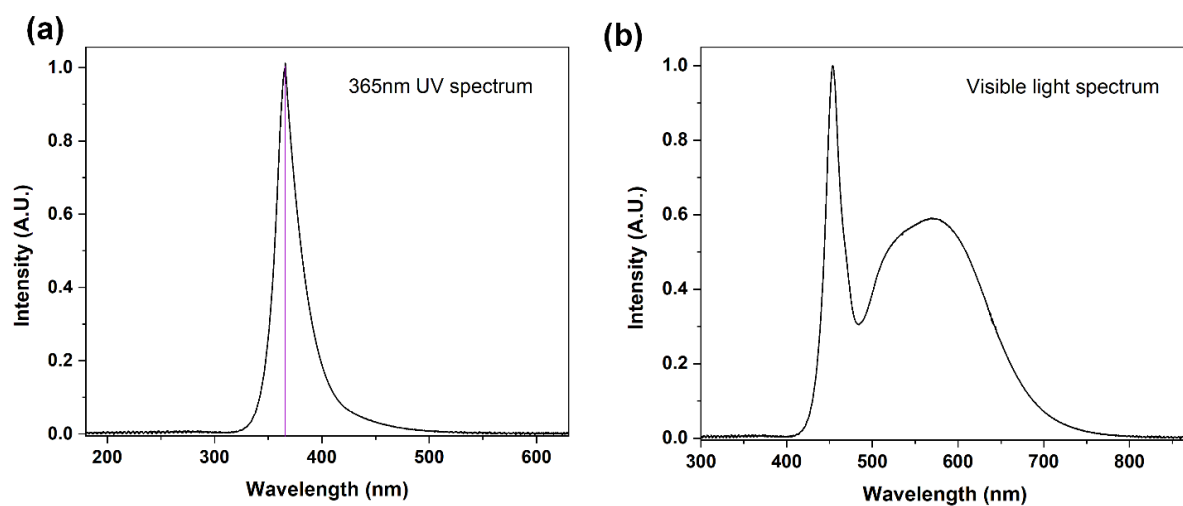 (a)
365nm UV spectrum
Intensity (A.U.)
1.0
0.8
0.6
0.4
0.2
0.0
200 300 400 500 600
Wavelength (nm)
(b)
Visible light spectrum
Intensity (A.U.)
1.0
0.8
0.6
0.4
0.2
0.0
300 400 500 600 700 800
Wavelength (nm)